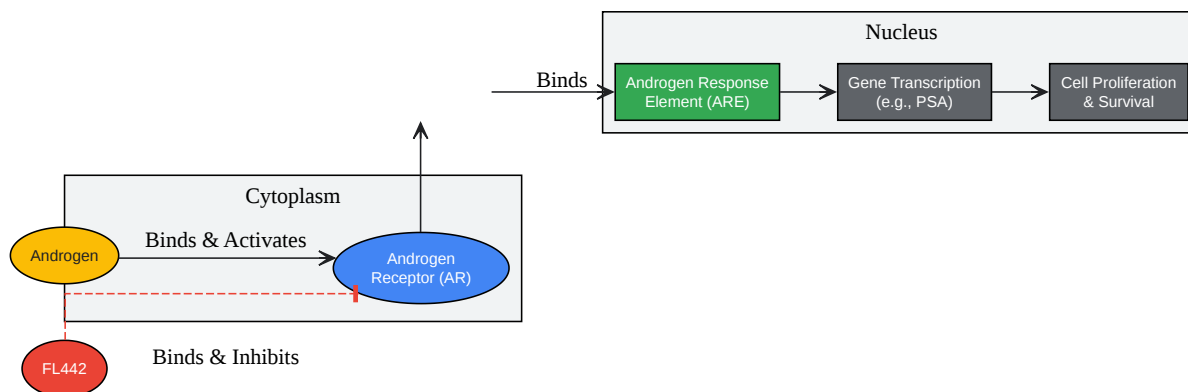 Nucleus
Binds
Androgen Response
Element (ARE)
Gene Transcription
(e.g., PSA)
Cell Proliferation
& Survival
Cytoplasm
Androgen
Binds & Activates
Androgen
Receptor (AR)
FL442
Binds & Inhibits